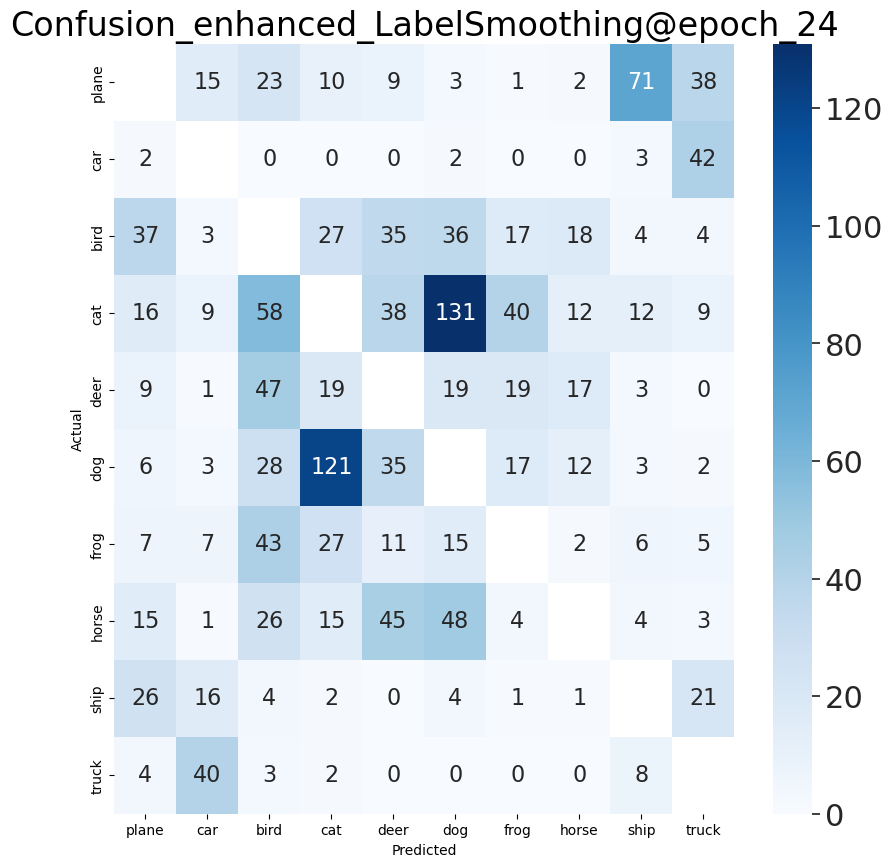 Confusion_enhanced_LabelSmoothing@epoch_24
plane 15 23 10 9 3 1 2 71 38
car 2 0 0 0 2 0 0 3 42
bird 37 3 27 35 36 17 18 4 4
cat 16 9 58 38 131 40 12 12 9
deer 9 1 47 19 19 19 17 3 0
dog 6 3 28 121 35 17 12 3 2
frog 7 7 43 27 11 15 2 6 5
horse 15 1 26 15 45 48 4 4 3
ship 26 16 4 2 0 4 1 1 21
truck 4 40 3 2 0 0 0 0 8
plane car bird cat deer dog frog horse ship truck
Predicted
Actual
120
100
80
60
40
20
0